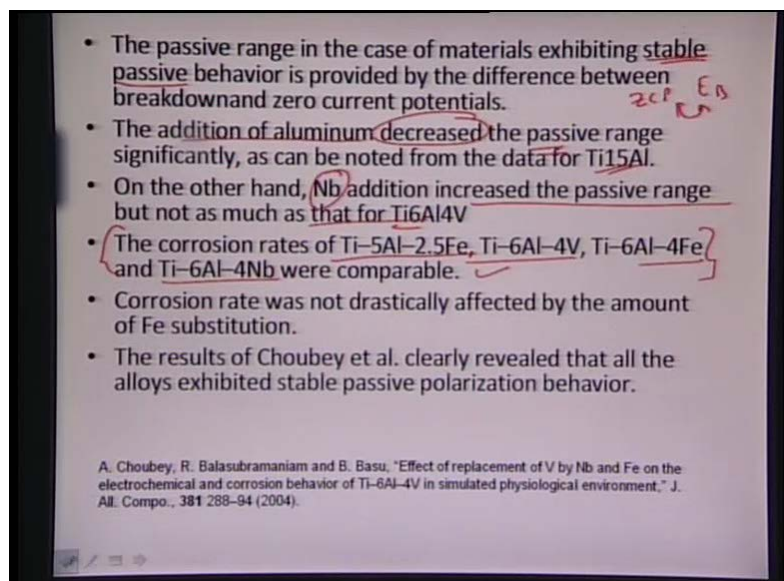 • The passive range in the case of materials exhibiting stable
passive behavior is provided by the difference between
breakdownand zero current potentials.
ZCP EB
• The addition of aluminum decreased the passive range
significantly, as can be noted from the data for Ti15Al.
• On the other hand, Nb addition increased the passive range
but not as much as that for Ti6Al4V
• The corrosion rates of Ti–5Al–2.5Fe, Ti–6Al–4V, Ti–6Al–4Fe
and Ti–6Al–4Nb were comparable.
• Corrosion rate was not drastically affected by the amount
of Fe substitution.
• The results of Choubey et al. clearly revealed that all the
alloys exhibited stable passive polarization behavior.
A. Choubey, R. Balasubramaniam and B. Basu, "Effect of replacement of V by Nb and Fe on the
electrochemical and corrosion behavior of Ti–6Al–4V in simulated physiological environment," J.
All. Compo., 381 288–94 (2004).